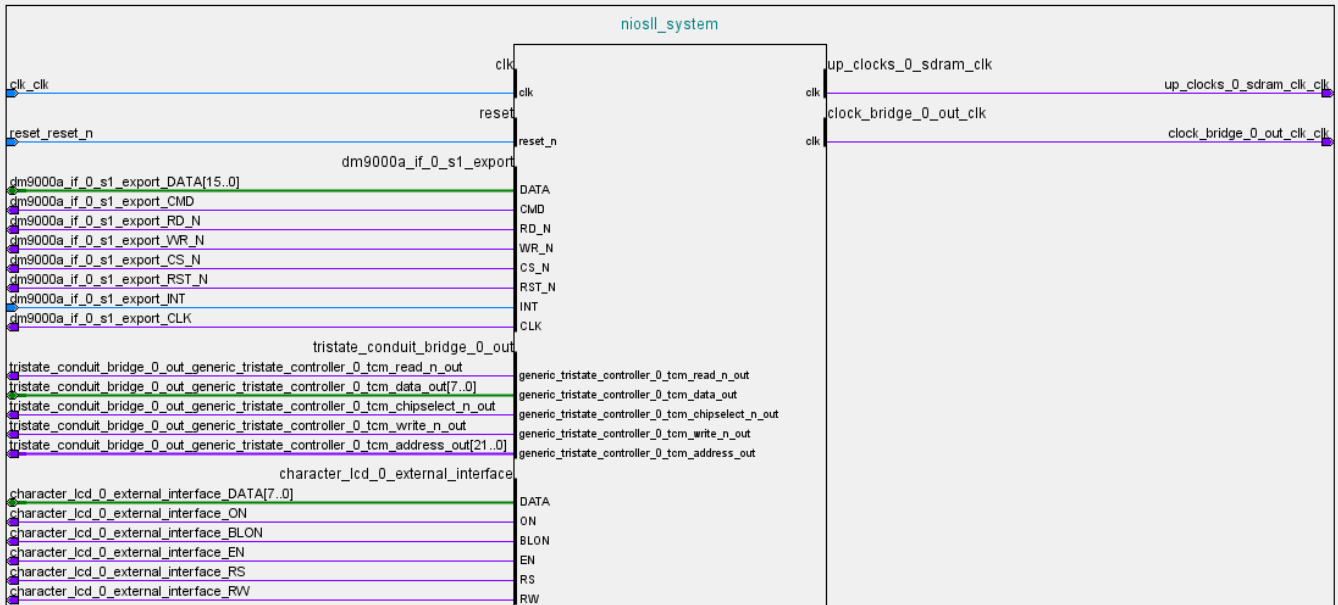 niosII_system
clk
up_clocks_0_sdram_clk
clk_clk
up_clocks_0_sdram_clk_clk
clk
clk
reset
clock_bridge_0_out_clk
reset_reset_n
clock_bridge_0_out_clk_clk
reset_n
clk
dm9000a_if_0_s1_export
dm9000a_if_0_s1_export_DATA[15..0]
DATA
dm9000a_if_0_s1_export_CMD
CMD
dm9000a_if_0_s1_export_RD_N
RD_N
dm9000a_if_0_s1_export_WR_N
WR_N
dm9000a_if_0_s1_export_CS_N
CS_N
dm9000a_if_0_s1_export_RST_N
RST_N
dm9000a_if_0_s1_export_INT
INT
dm9000a_if_0_s1_export_CLK
CLK
tristate_conduit_bridge_0_out
tristate_conduit_bridge_0_out_generic_tristate_controller_0_tcm_read_n_out
generic_tristate_controller_0_tcm_read_n_out
tristate_conduit_bridge_0_out_generic_tristate_controller_0_tcm_data_out[7..0]
generic_tristate_controller_0_tcm_data_out
tristate_conduit_bridge_0_out_generic_tristate_controller_0_tcm_chipselect_n_out
generic_tristate_controller_0_tcm_chipselect_n_out
tristate_conduit_bridge_0_out_generic_tristate_controller_0_tcm_write_n_out
generic_tristate_controller_0_tcm_write_n_out
tristate_conduit_bridge_0_out_generic_tristate_controller_0_tcm_address_out[21..0]
generic_tristate_controller_0_tcm_address_out
character_lcd_0_external_interface
character_lcd_0_external_interface_DATA[7..0]
DATA
character_lcd_0_external_interface_ON
ON
character_lcd_0_external_interface_BLON
BLON
character_lcd_0_external_interface_EN
EN
character_lcd_0_external_interface_RS
RS
character_lcd_0_external_interface_RW
RW